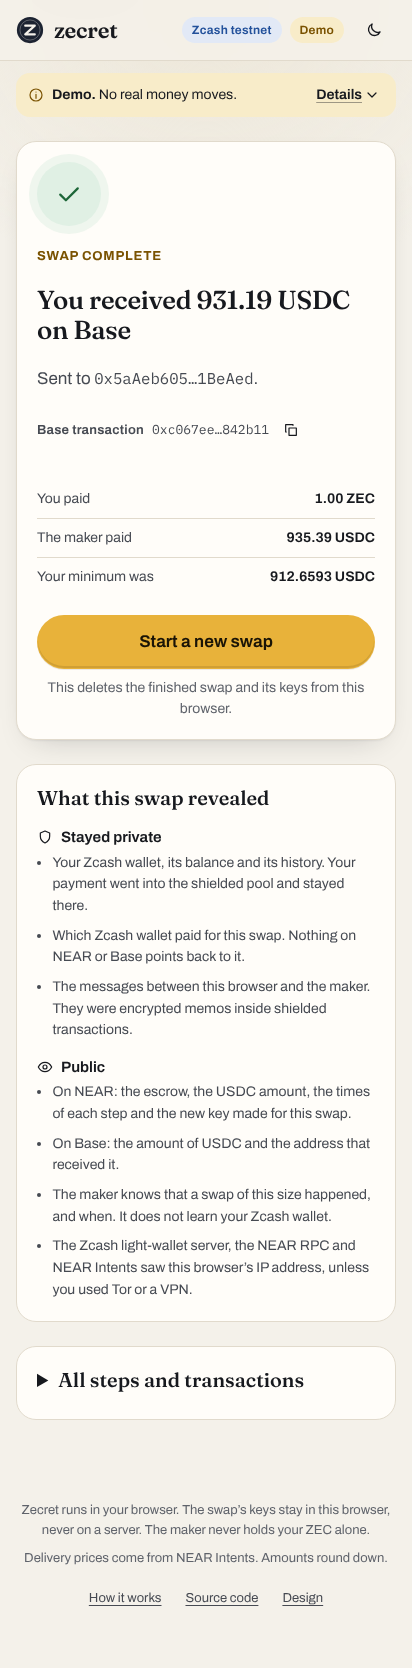 zecret
Zcash testnet
Demo
Demo. No real money moves.
Details
SWAP COMPLETE
You received 931.19 USDC
on Base
Sent to 0x5aAeb605…1BeAed.
Base transaction 0xc067ee…842b11
You paid 1.00 ZEC
The maker paid 935.39 USDC
Your minimum was 912.6593 USDC
Start a new swap
This deletes the finished swap and its keys from this
browser.
What this swap revealed
Stayed private
• Your Zcash wallet, its balance and its history. Your
payment went into the shielded pool and stayed
there.
• Which Zcash wallet paid for this swap. Nothing on
NEAR or Base points back to it.
• The messages between this browser and the maker.
They were encrypted memos inside shielded
transactions.
Public
• On NEAR: the escrow, the USDC amount, the times
of each step and the new key made for this swap.
• On Base: the amount of USDC and the address that
received it.
• The maker knows that a swap of this size happened,
and when. It does not learn your Zcash wallet.
• The Zcash light-wallet server, the NEAR RPC and
NEAR Intents saw this browser’s IP address, unless
you used Tor or a VPN.
All steps and transactions
Zecret runs in your browser. The swap’s keys stay in this browser,
never on a server. The maker never holds your ZEC alone.
Delivery prices come from NEAR Intents. Amounts round down.
How it works
Source code
Design